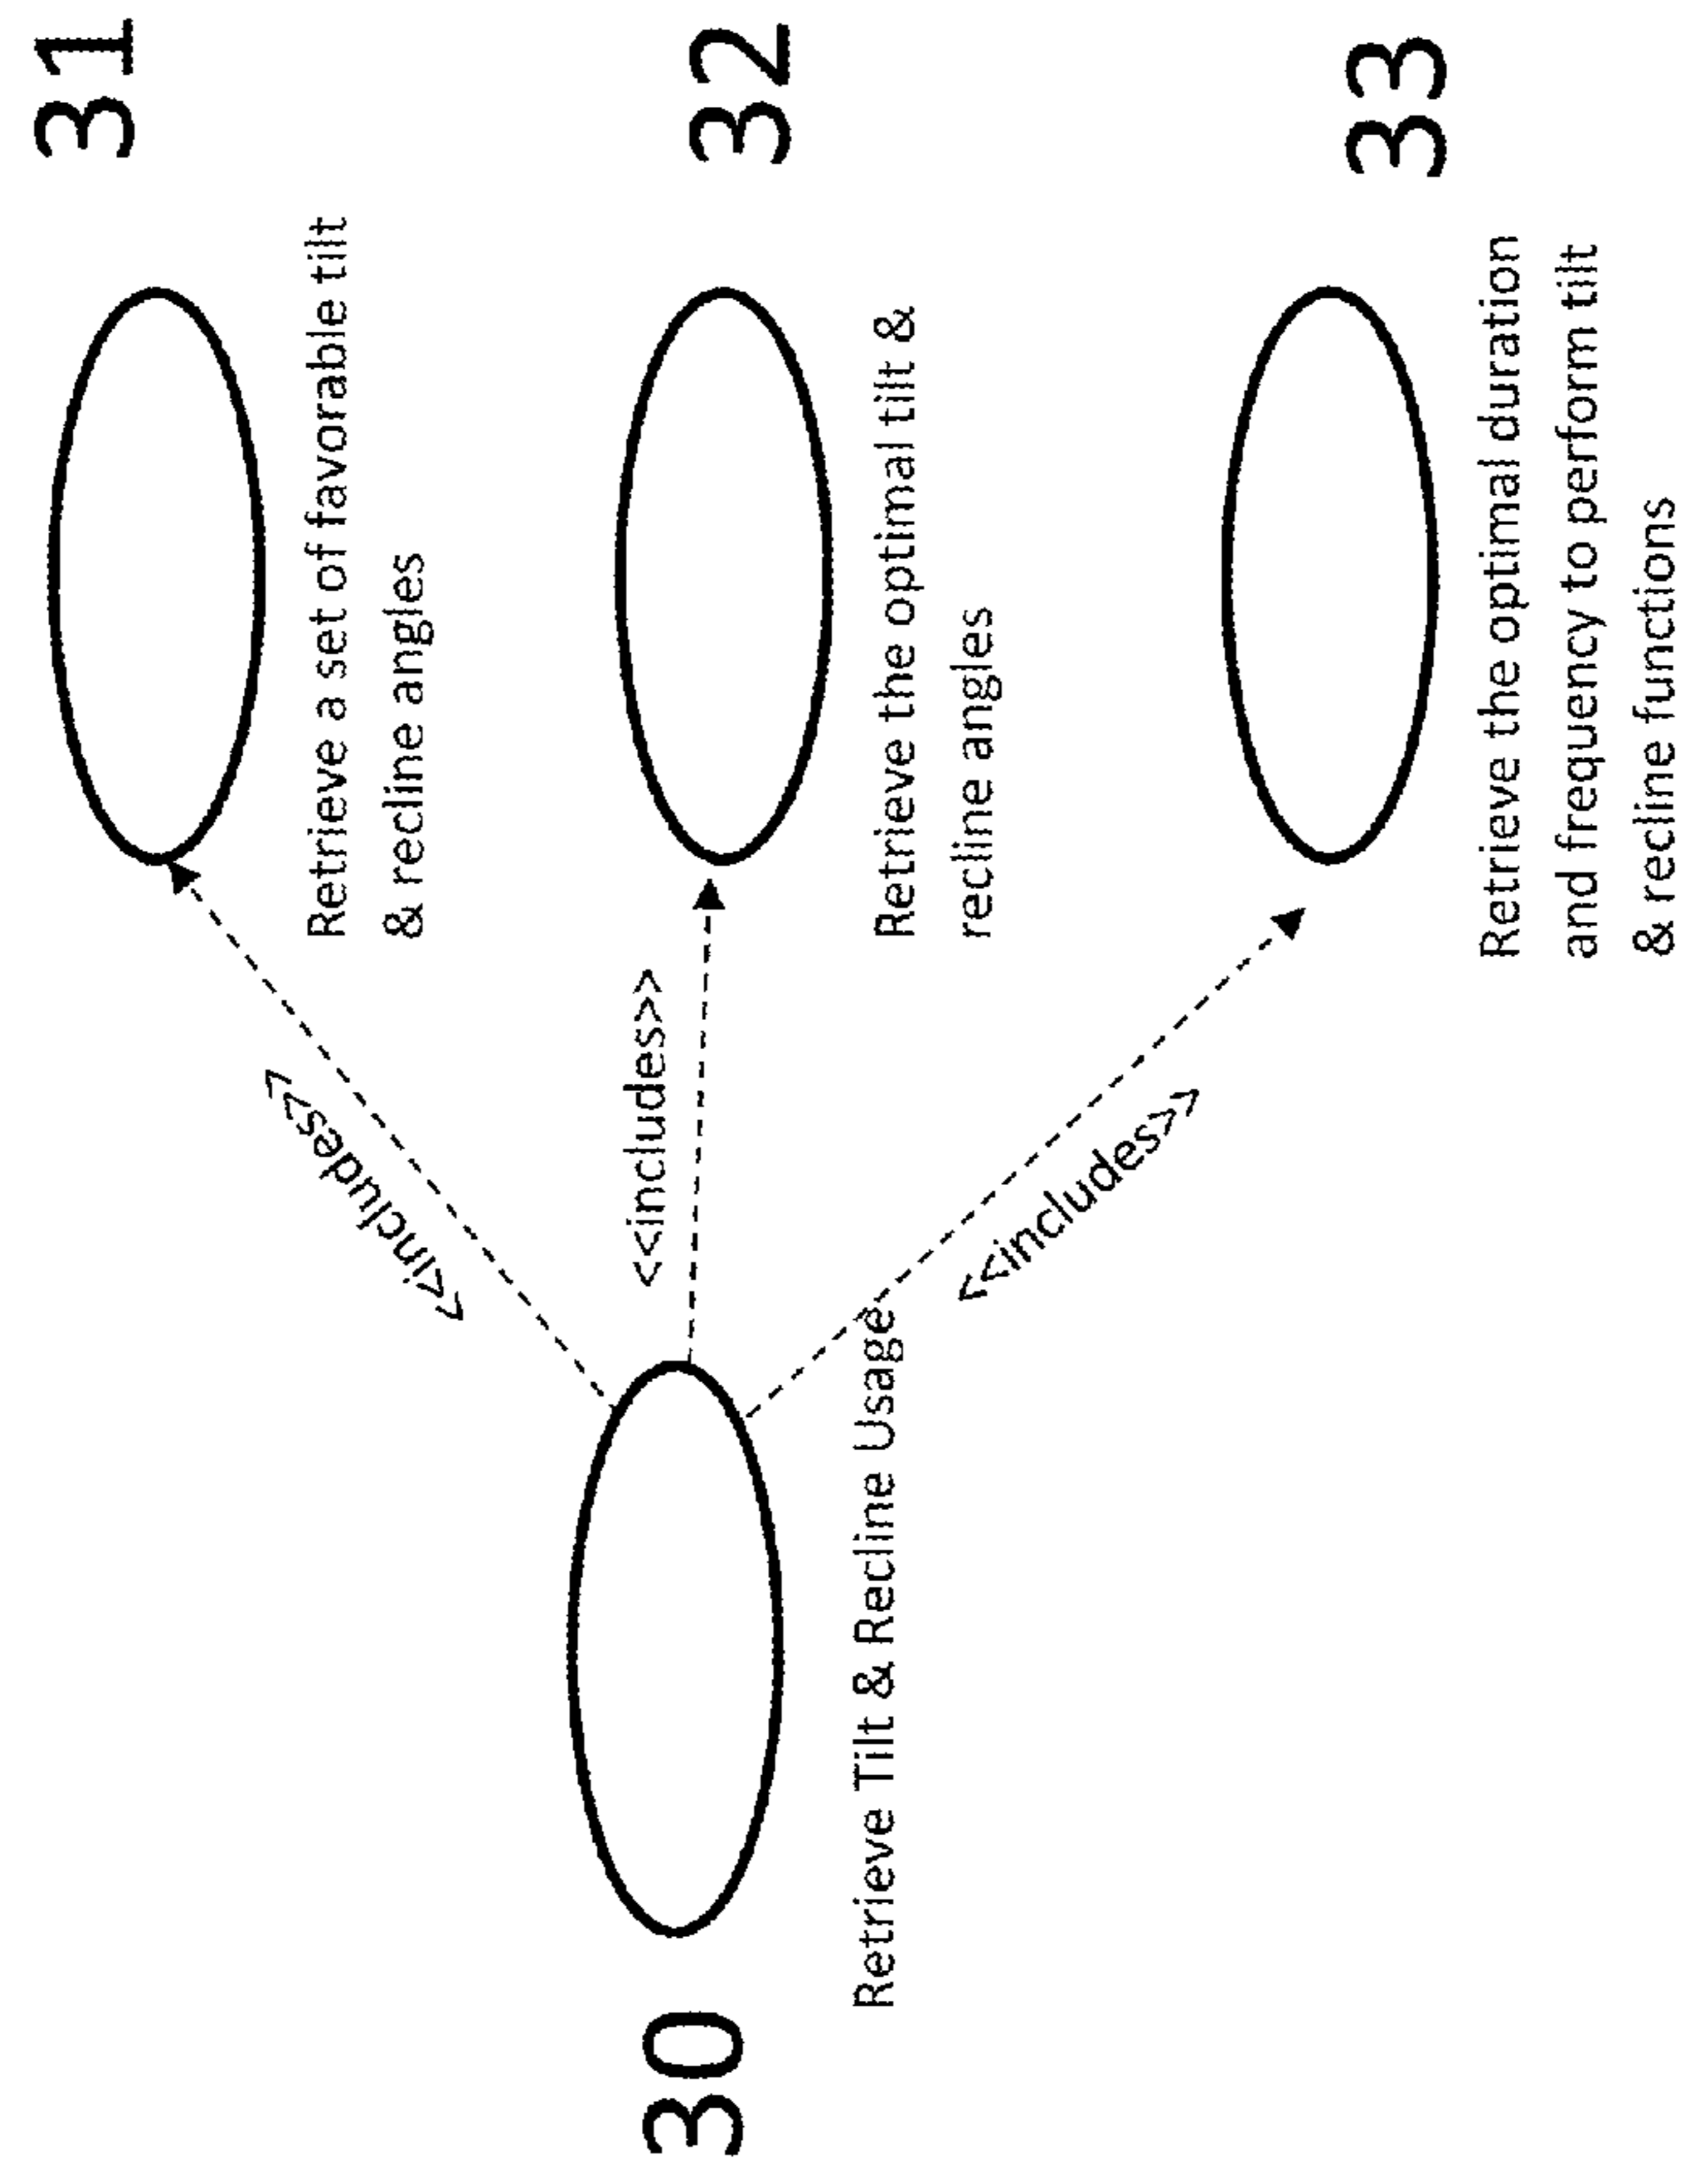 31
Retrieve a set of favorable tilt
& recline angles
<<includes>>
30
Retrieve Tilt & Recline Usage
<<includes>>
32
Retrieve the optimal tilt &
recline angles
<<includes>>
33
Retrieve the optimal duration
and frequency to perform tilt
& recline functions